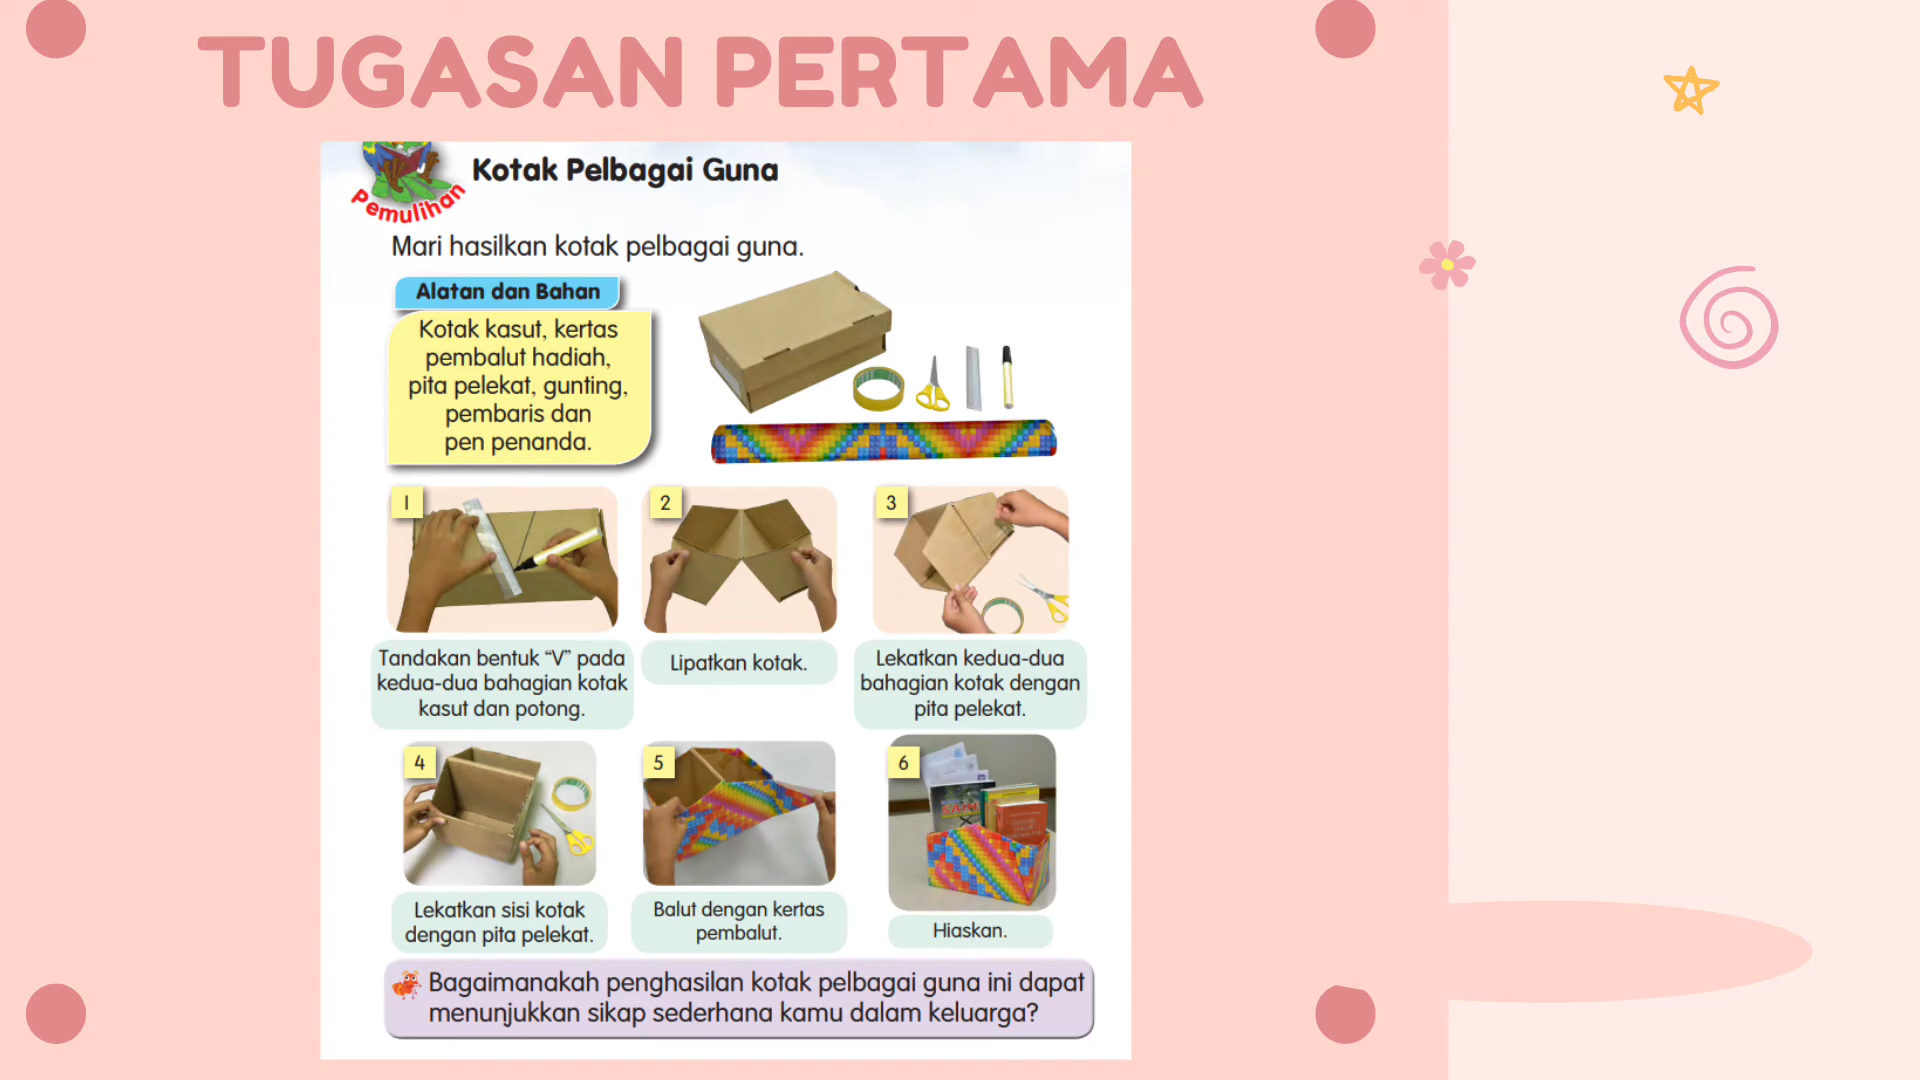 TUGASAN PERTAMA
Pemulihan
Kotak Pelbagai Guna
Mari hasilkan kotak pelbagai guna.
Alatan dan Bahan
Kotak kasut, kertas
pembalut hadiah,
pita pelekat, gunting,
pembaris dan
pen penanda.
1
2
3
Tandakan bentuk “V” pada
kedua-dua bahagian kotak
kasut dan potong.
Lipatkan kotak.
Lekatkan kedua-dua
bahagian kotak dengan
pita pelekat.
4
5
6
Lekatkan sisi kotak
dengan pita pelekat.
Balut dengan kertas
pembalut.
Hiaskan.
Bagaimanakah penghasilan kotak pelbagai guna ini dapat
menunjukkan sikap sederhana kamu dalam keluarga?